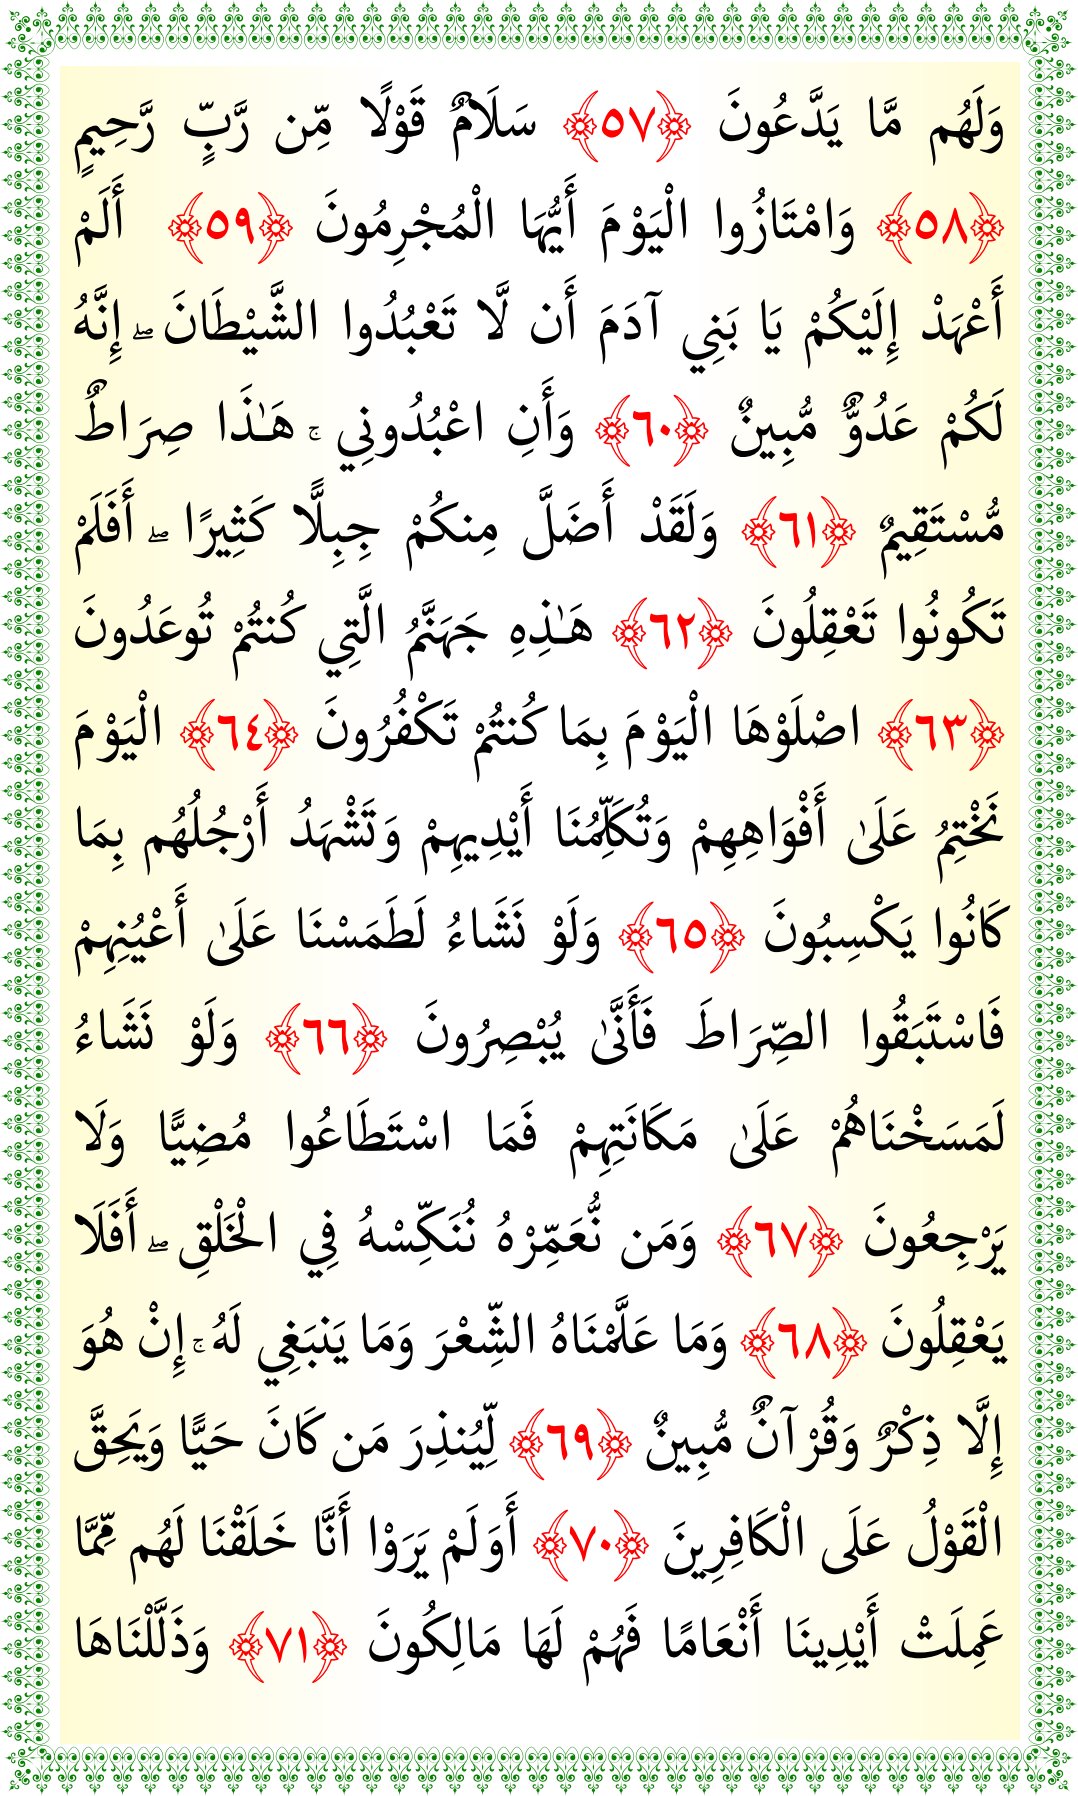 وَلَهُم مَّا يَدَّعُونَ ﴿٥٧﴾ سَلَامٌ قَوْلًا مِّن رَّبٍّ رَّحِيمٍ
﴿٥٨﴾ وَامْتَازُوا الْيَوْمَ أَيُّهَا الْمُجْرِمُونَ ﴿٥٩﴾ أَلَمْ
أَعْهَدْ إِلَيْكُمْ يَا بَنِي آدَمَ أَن لَّا تَعْبُدُوا الشَّيْطَانَ ۖ إِنَّهُ
لَكُمْ عَدُوٌّ مُّبِينٌ ﴿٦٠﴾ وَأَنِ اعْبُدُونِي ۚ هَـٰذَا صِرَاطٌ
مُّسْتَقِيمٌ ﴿٦١﴾ وَلَقَدْ أَضَلَّ مِنكُمْ جِبِلًّا كَثِيرًا ۖ أَفَلَمْ
تَكُونُوا تَعْقِلُونَ ﴿٦٢﴾ هَـٰذِهِ جَهَنَّمُ الَّتِي كُنتُمْ تُوعَدُونَ
﴿٦٣﴾ اصْلَوْهَا الْيَوْمَ بِمَا كُنتُمْ تَكْفُرُونَ ﴿٦٤﴾ الْيَوْمَ
نَخْتِمُ عَلَىٰ أَفْوَاهِهِمْ وَتُكَلِّمُنَا أَيْدِيهِمْ وَتَشْهَدُ أَرْجُلُهُم بِمَا
كَانُوا يَكْسِبُونَ ﴿٦٥﴾ وَلَوْ نَشَاءُ لَطَمَسْنَا عَلَىٰ أَعْيُنِهِمْ
فَاسْتَبَقُوا الصِّرَاطَ فَأَنَّىٰ يُبْصِرُونَ ﴿٦٦﴾ وَلَوْ نَشَاءُ
لَمَسَخْنَاهُمْ عَلَىٰ مَكَانَتِهِمْ فَمَا اسْتَطَاعُوا مُضِيًّا وَلَا
يَرْجِعُونَ ﴿٦٧﴾ وَمَن نُّعَمِّرْهُ نُنَكِّسْهُ فِي الْخَلْقِ ۖ أَفَلَا
يَعْقِلُونَ ﴿٦٨﴾ وَمَا عَلَّمْنَاهُ الشِّعْرَ وَمَا يَنبَغِي لَهُ ۚ إِنْ هُوَ
إِلَّا ذِكْرٌ وَقُرْآنٌ مُّبِينٌ ﴿٦٩﴾ لِّيُنذِرَ مَن كَانَ حَيًّا وَيَحِقَّ
الْقَوْلُ عَلَى الْكَافِرِينَ ﴿٧٠﴾ أَوَلَمْ يَرَوْا أَنَّا خَلَقْنَا لَهُم مِّمَّا
عَمِلَتْ أَيْدِينَا أَنْعَامًا فَهُمْ لَهَا مَالِكُونَ ﴿٧١﴾ وَذَلَّلْنَاهَا